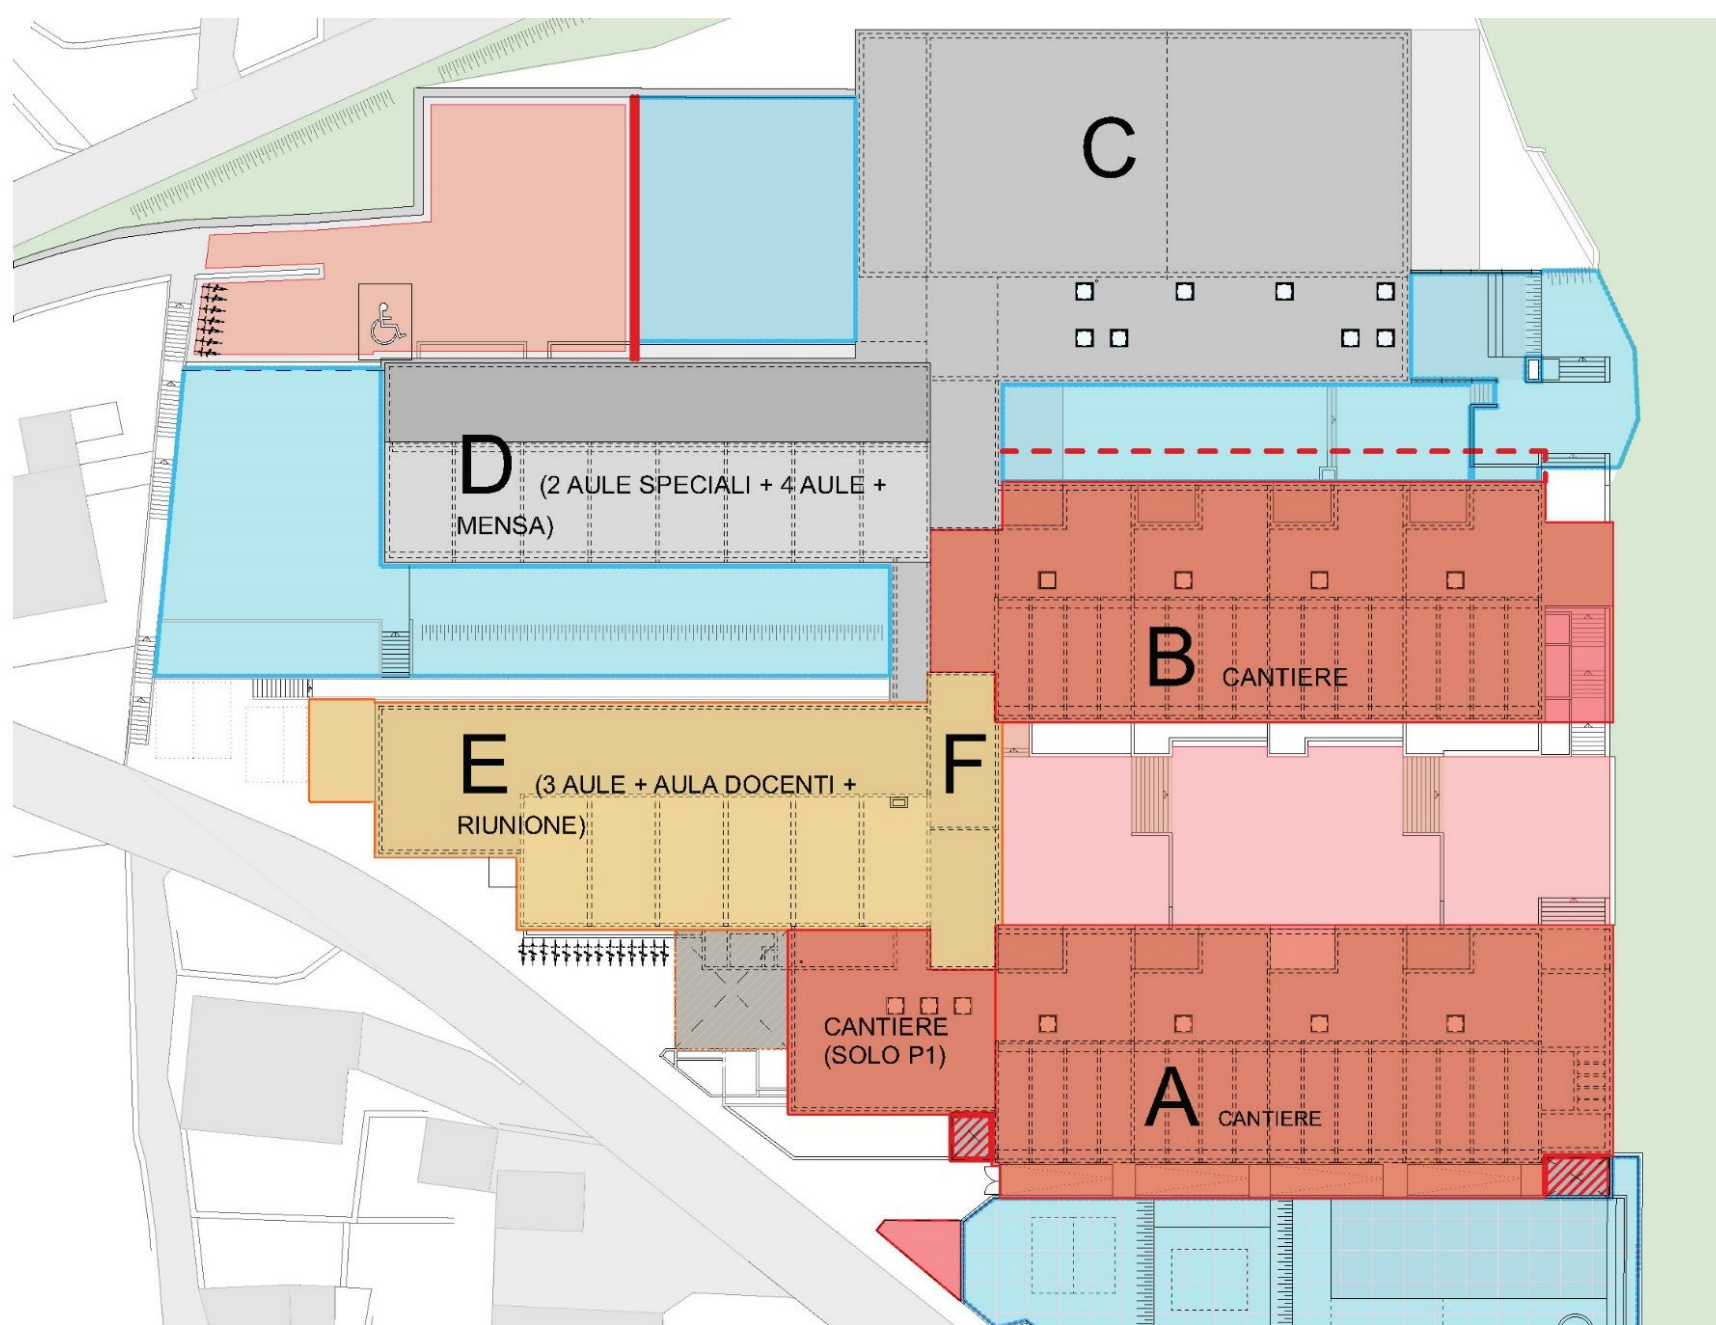 C
D (2 AULE SPECIALI + 4 AULE +
MENSA)
B CANTIERE
E (3 AULE + AULA DOCENTI +
RIUNIONE)
F
CANTIERE
(SOLO P1)
A CANTIERE